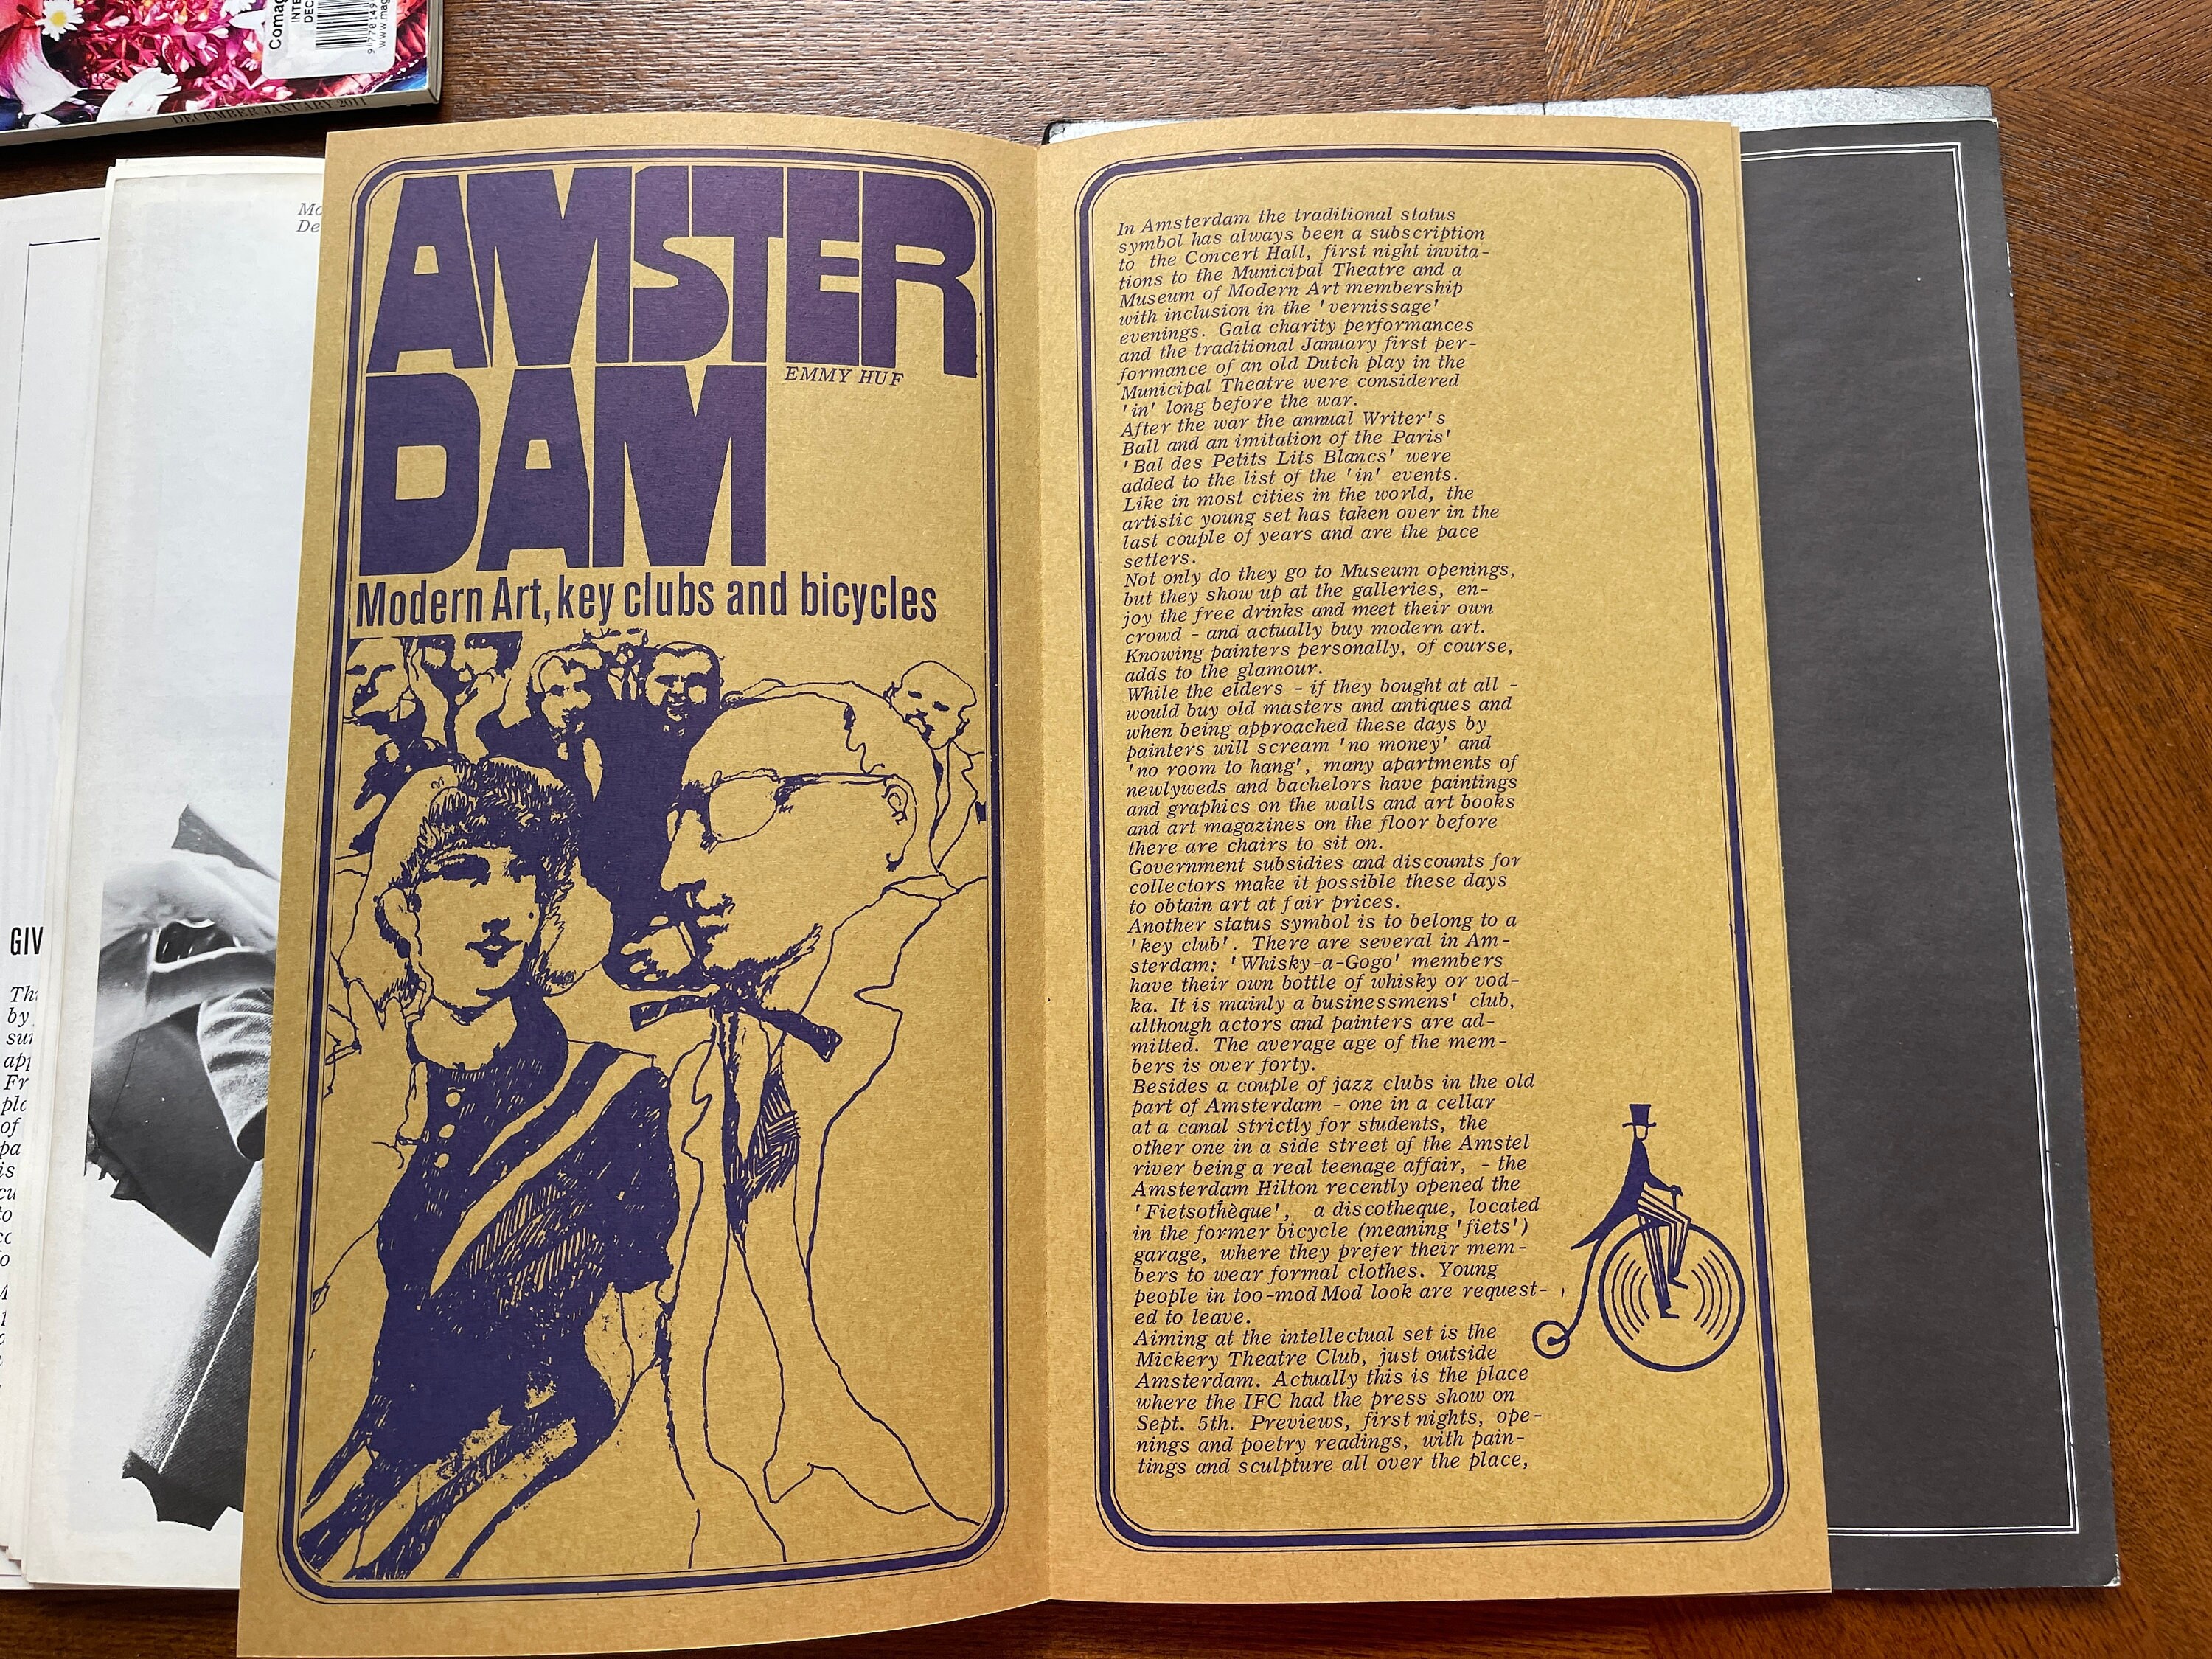 Comag
INTE
DEC
9 770149
www.mag
DECEMBER/JANUARY 2011
Mo
De
GIV
Thi
by
sur
app
Fr
pla
of
pa
is
cu
to
AMSTER
DAM
EMMY HUF
Modern Art, key clubs and bicycles
In Amsterdam the traditional status
symbol has always been a subscription
to the Concert Hall, first night invita-
tions to the Municipal Theatre and a
Museum of Modern Art membership
with inclusion in the 'vernissage'
evenings. Gala charity performances
and the traditional January first per-
formance of an old Dutch play in the
Municipal Theatre were considered
'in' long before the war.
After the war the annual Writer's
Ball and an imitation of the Paris'
'Bal des Petits Lits Blancs' were
added to the list of the 'in' events.
Like in most cities in the world, the
artistic young set has taken over in the
last couple of years and are the pace
setters.
Not only do they go to Museum openings,
but they show up at the galleries, en-
joy the free drinks and meet their own
crowd - and actually buy modern art.
Knowing painters personally, of course,
adds to the glamour.
While the elders - if they bought at all -
would buy old masters and antiques and
when being approached these days by
painters will scream 'no money' and
'no room to hang', many apartments of
newlyweds and bachelors have paintings
and graphics on the walls and art books
and art magazines on the floor before
there are chairs to sit on.
Government subsidies and discounts for
collectors make it possible these days
to obtain art at fair prices.
Another status symbol is to belong to a
'key club'. There are several in Am-
sterdam: 'Whisky-a-Gogo' members
have their own bottle of whisky or vod-
ka. It is mainly a businessmens' club,
although actors and painters are ad-
mitted. The average age of the mem-
bers is over forty.
Besides a couple of jazz clubs in the old
part of Amsterdam - one in a cellar
at a canal strictly for students, the
other one in a side street of the Amstel
river being a real teenage affair, - the
Amsterdam Hilton recently opened the
'Fietsothèque', a discotheque, located
in the former bicycle (meaning 'fiets')
garage, where they prefer their mem-
bers to wear formal clothes. Young
people in too-mod Mod look are request-
ed to leave.
Aiming at the intellectual set is the
Mickery Theatre Club, just outside
Amsterdam. Actually this is the place
where the IFC had the press show on
Sept. 5th. Previews, first nights, ope-
nings and poetry readings, with pain-
tings and sculpture all over the place,